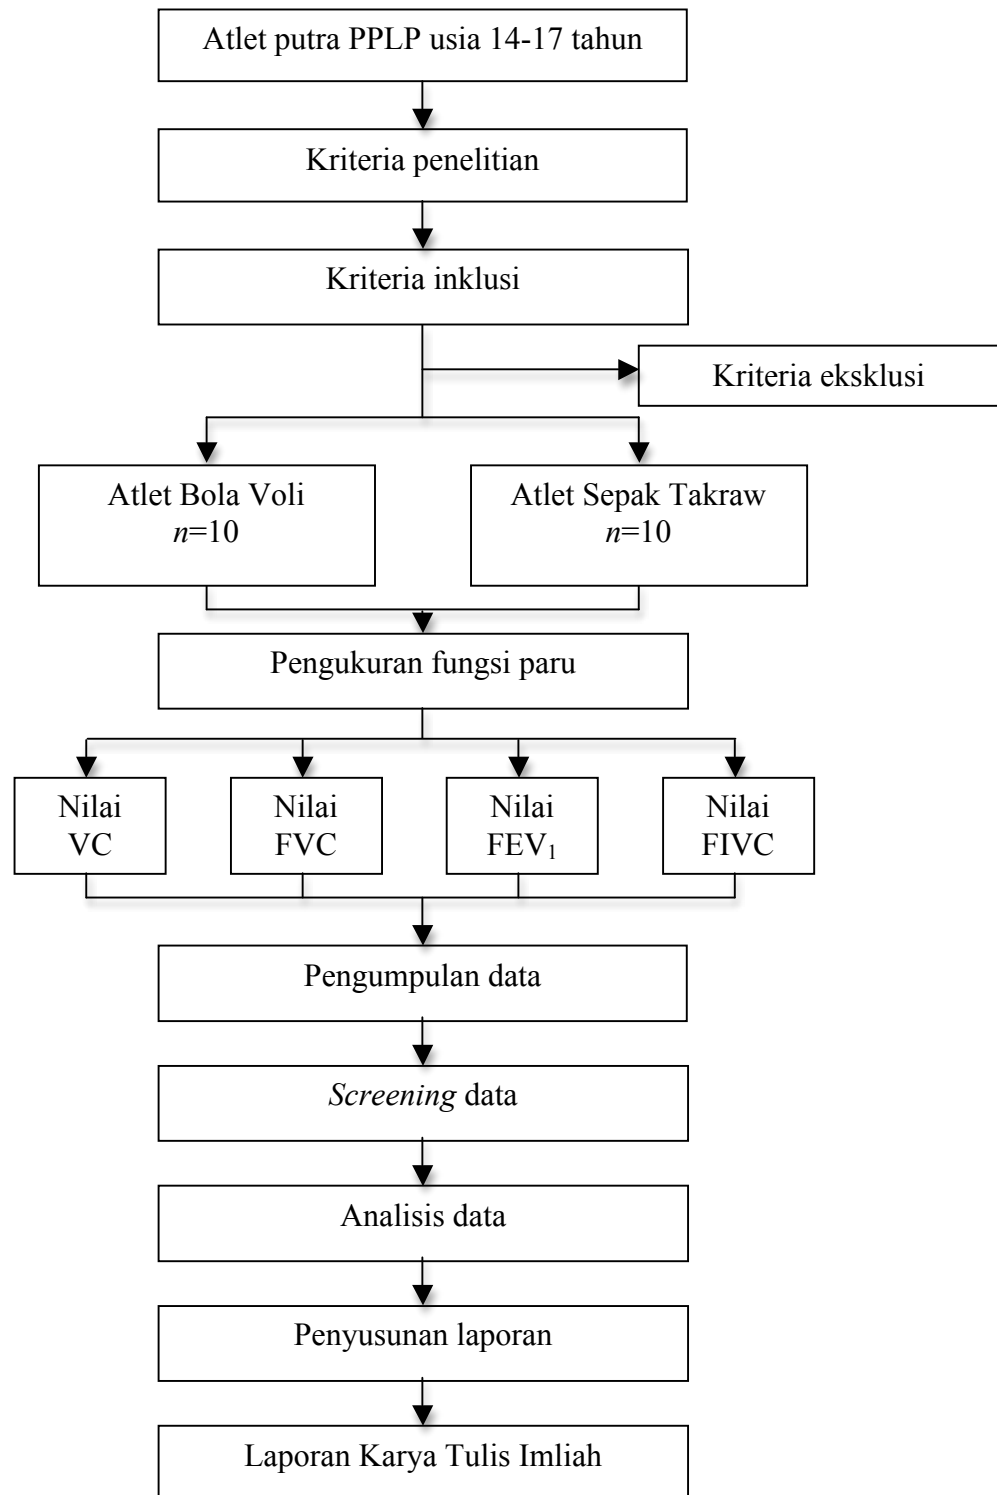 Atlet putra PPLP usia 14-17 tahun
Kriteria penelitian
Kriteria inklusi
Kriteria eksklusi
Atlet Bola Voli
n=10
Atlet Sepak Takraw
n=10
Pengukuran fungsi paru
Nilai
VC
Nilai
FVC
Nilai
FEV₁
Nilai
FIVC
Pengumpulan data
Screening data
Analisis data
Penyusunan laporan
Laporan Karya Tulis Imliah